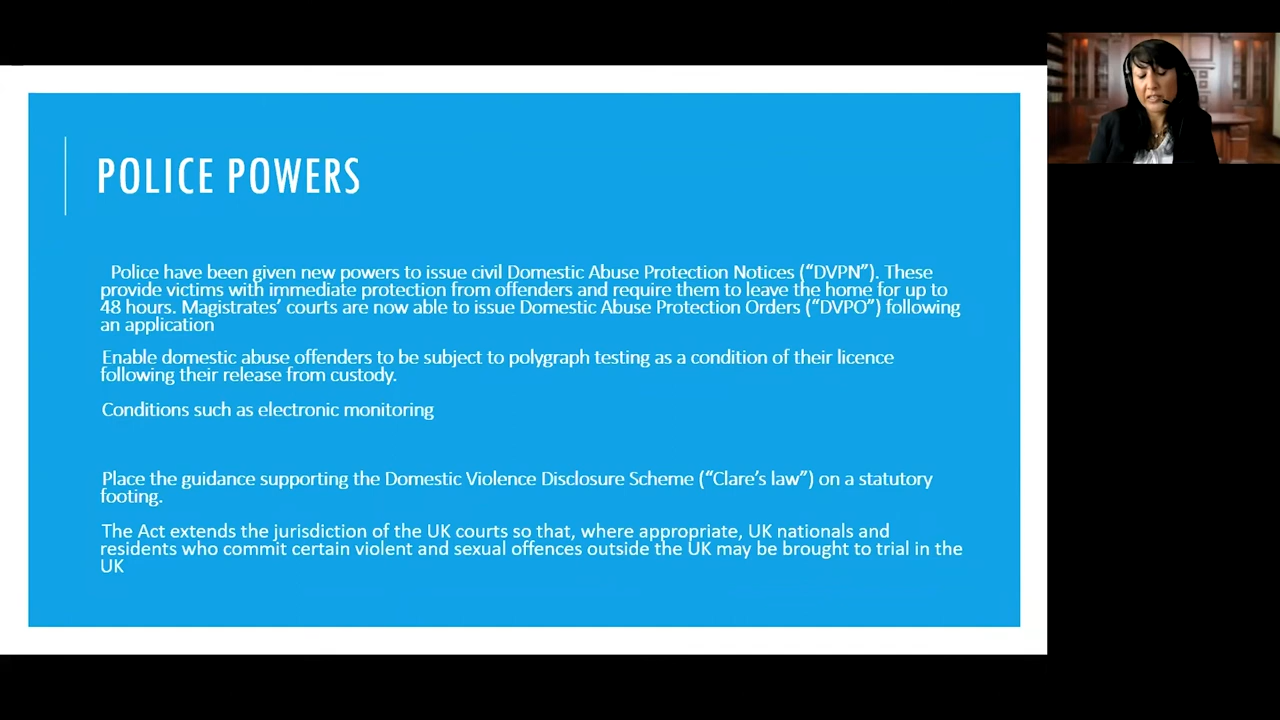 POLICE POWERS
Police have been given new powers to issue civil Domestic Abuse Protection Notices (“DVPN”). These
provide victims with immediate protection from offenders and require them to leave the home for up to
48 hours. Magistrates’ courts are now able to issue Domestic Abuse Protection Orders (“DVPO”) following
an application
Enable domestic abuse offenders to be subject to polygraph testing as a condition of their licence
following their release from custody.
Conditions such as electronic monitoring
Place the guidance supporting the Domestic Violence Disclosure Scheme (“Clare’s law”) on a statutory
footing.
The Act extends the jurisdiction of the UK courts so that, where appropriate, UK nationals and
residents who commit certain violent and sexual offences outside the UK may be brought to trial in the
UK